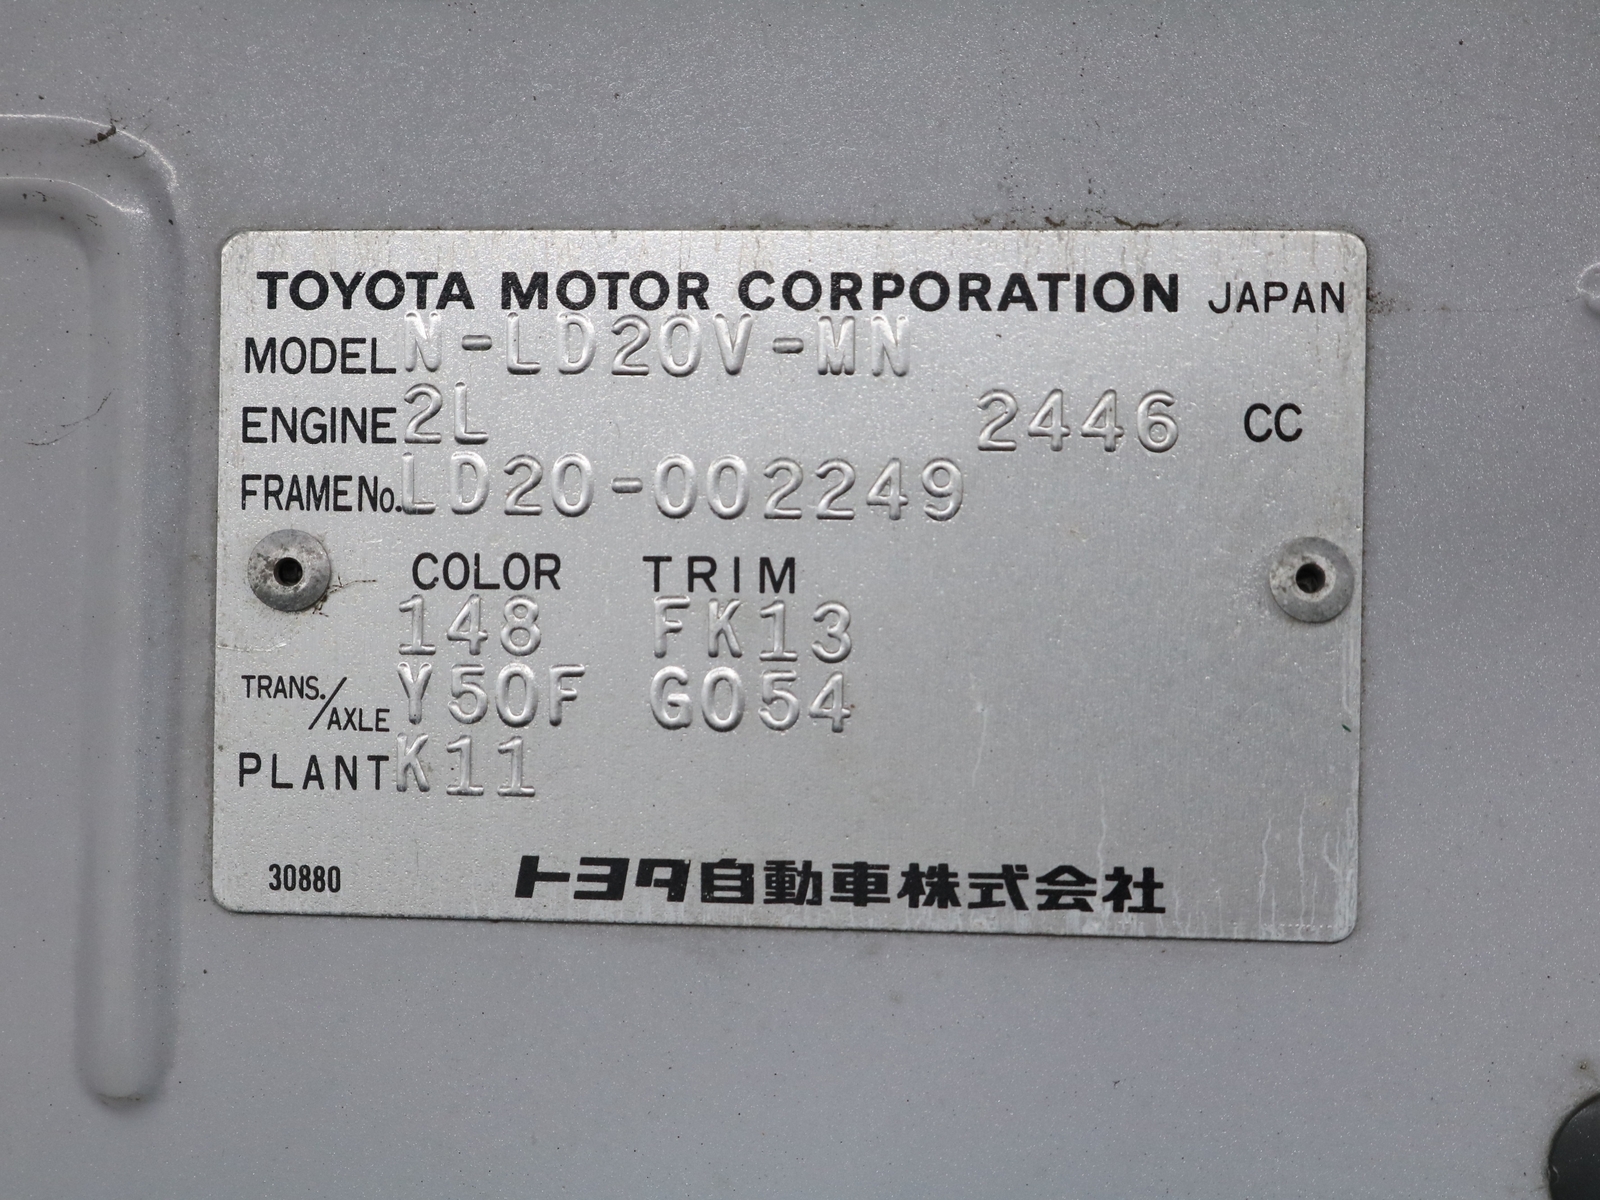 TOYOTA MOTOR CORPORATION JAPAN
MODEL N-LD20V-MN
ENGINE 2L 2446 CC
FRAME No. LD20-002249
COLOR TRIM
148 FK13
TRANS./AXLE Y50F G054
PLANT K11
30880 トヨタ自動車株式会社